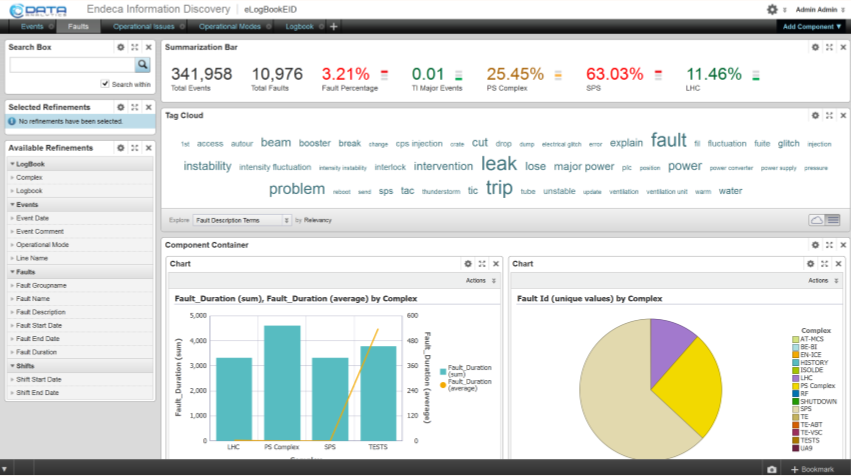 DATA
Endeca Information Discovery eLogBookEID
Admin Admin
Events Faults Operational Issues Operational Modes Logbook +
Add Component
Search Box
Search within
Selected Refinements
No refinements have been selected.
Available Refinements
LogBook
Complex
Logbook
Events
Event Date
Event Comment
Operational Mode
Line Name
Faults
Fault Groupname
Fault Name
Fault Description
Fault Start Date
Fault End Date
Fault Duration
Shifts
Shift Start Date
Shift End Date
Summarization Bar
341,958 10,976 3.21% 0.01 25.45% 63.03% 11.46%
Total Events Total Faults Fault Percentage TI Major Events PS Complex SPS LHC
Tag Cloud
1st access autour beam booster break change cps injection crate cut drop dump electrical glitch error explain fault fil fluctuation fuite glitch injection
instability intensity fluctuation intensity instability interlock intervention leak lose major power plc position power power converter power supply pressure
problem reboot send sps tac thunderstorm tic trip tube unstable update ventilation ventilation unit warm water
Explore Fault Description Terms by Relevancy
Component Container
Chart
Actions
Fault_Duration (sum), Fault_Duration (average) by Complex
Fault_Duration (sum)
5,000
4,000
3,000
2,000
1,000
0
600
480
360
240
120
0
Fault_Duration (average)
LHC PS Complex SPS TESTS
Complex
Fault_Duration
(sum)
Fault_Duration
(average)
Chart
Actions
Fault Id (unique values) by Complex
Complex
AT-MCS
BE-BI
EN-ICE
HISTORY
ISOLDE
LHC
PS Complex
RF
SHUTDOWN
SPS
TE
TE-ABT
TE-VSC
TESTS
UA9
+ Bookmark